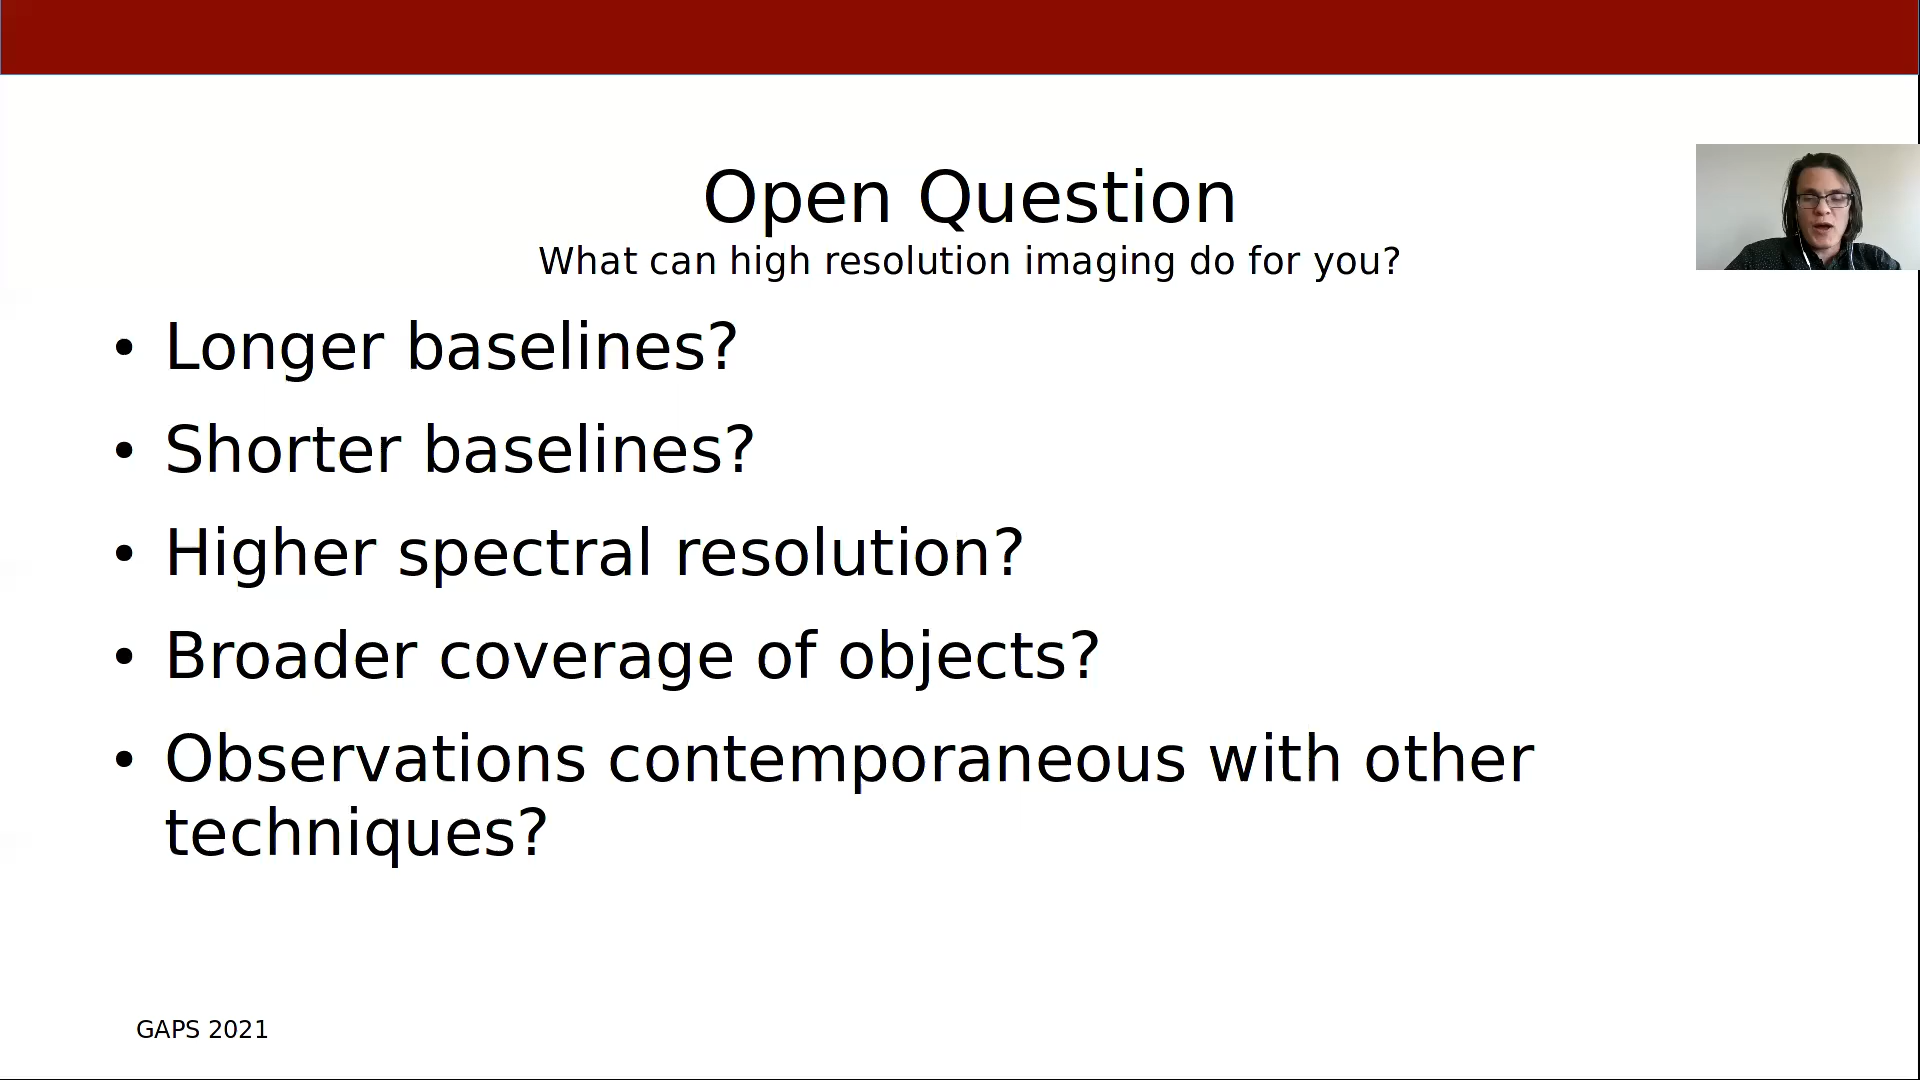 Open Question
What can high resolution imaging do for you?
• Longer baselines?
• Shorter baselines?
• Higher spectral resolution?
• Broader coverage of objects?
• Observations contemporaneous with other
techniques?
GAPS 2021